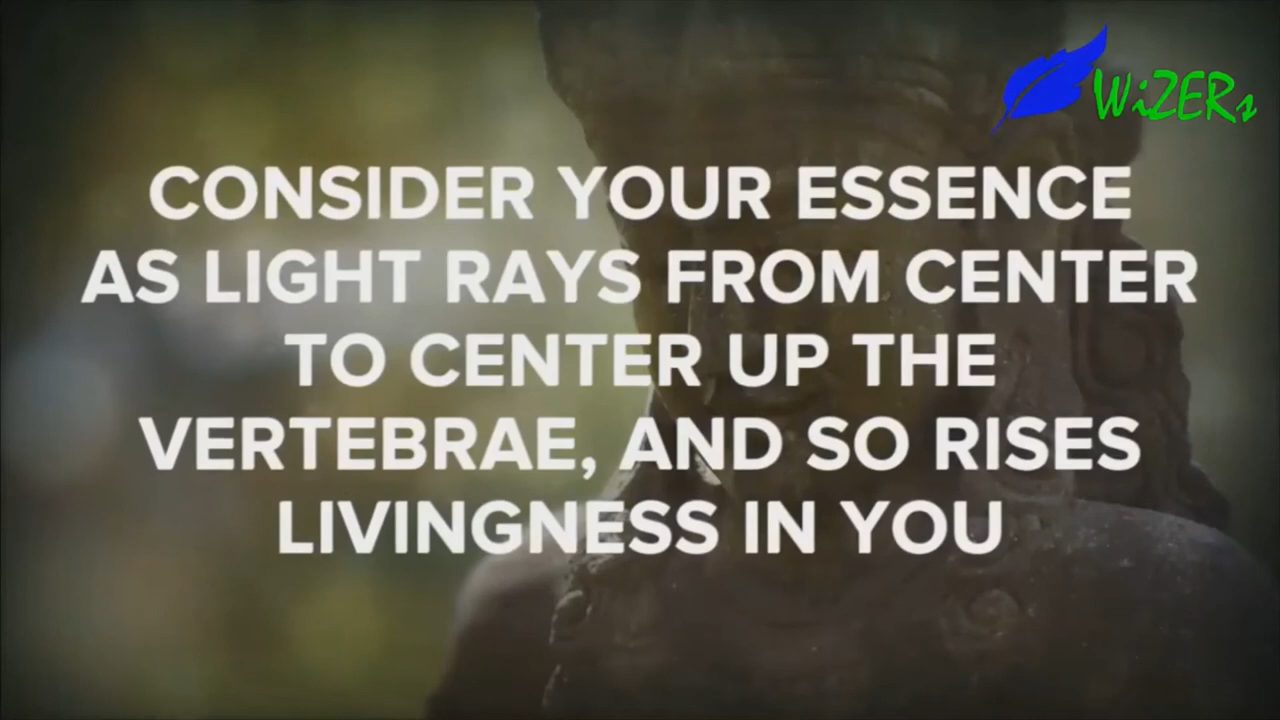 WiZERs
CONSIDER YOUR ESSENCE
AS LIGHT RAYS FROM CENTER
TO CENTER UP THE
VERTEBRAE, AND SO RISES
LIVINGNESS IN YOU